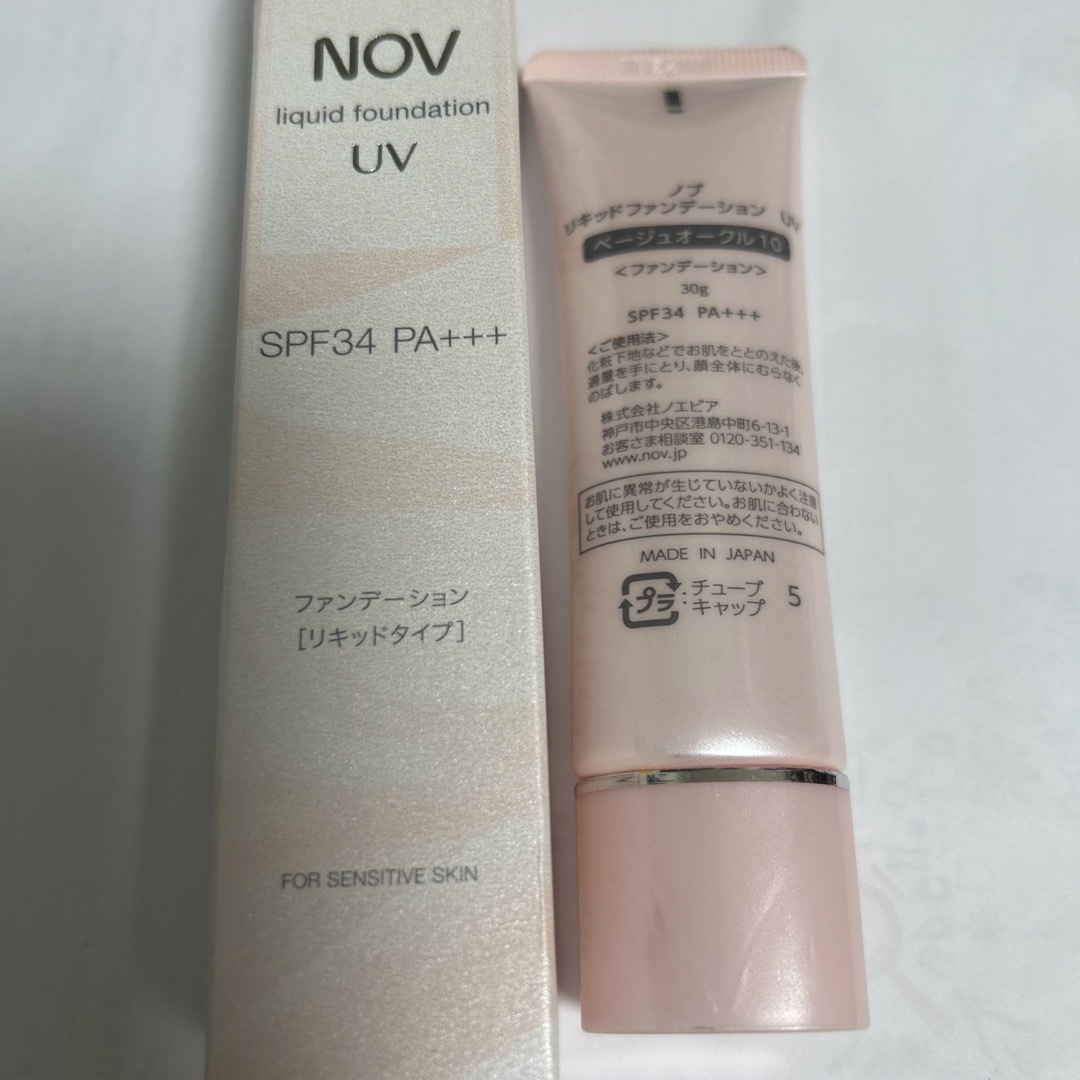 NOV
liquid foundation
UV
SPF34 PA+++
ファンデーション
[リキッドタイプ]
FOR SENSITIVE SKIN
ノブ
リキッドファンデーション UV
ベージュオークル10
<ファンデーション>
30g
SPF34 PA+++
<ご使用法>
化粧下地などでお肌をととのえた後、
適量を手にとり、顔全体にむらなく
のばします。
株式会社ノエビア
神戸市中央区港島中町6-13-1
お客さま相談室 0120-351-134
www.nov.jp
お肌に異常が生じていないかよく注意
して使用してください。お肌に合わない
ときは、ご使用をおやめください。
MADE IN JAPAN
プラ :チューブ 5
:キャップ